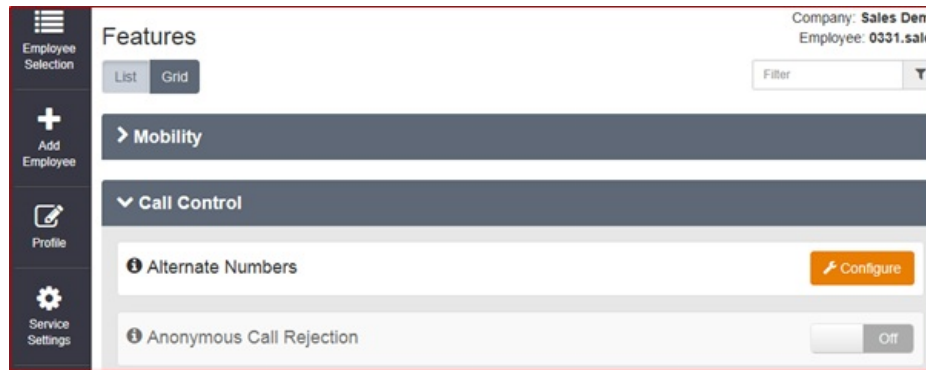 Employee
Selection
Add
Employee
Profile
Service
Settings
Features
Company: Sales Dem
Employee: 0331.sale
List Grid
Filter
Mobility
Call Control
Alternate Numbers
Configure
Anonymous Call Rejection
Off